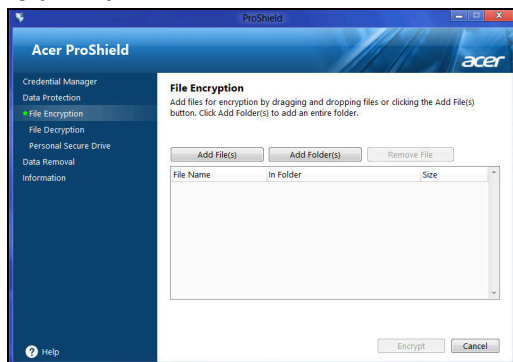 ProShield
Acer ProShield
acer
Credential Manager
Data Protection
File Encryption
File Decryption
Personal Secure Drive
Data Removal
Information
File Encryption
Add files for encryption by dragging and dropping files or clicking the Add File(s)
button. Click Add Folder(s) to add an entire folder.
Add File(s) Add Folder(s) Remove File
File Name In Folder Size
Encrypt Cancel
? Help